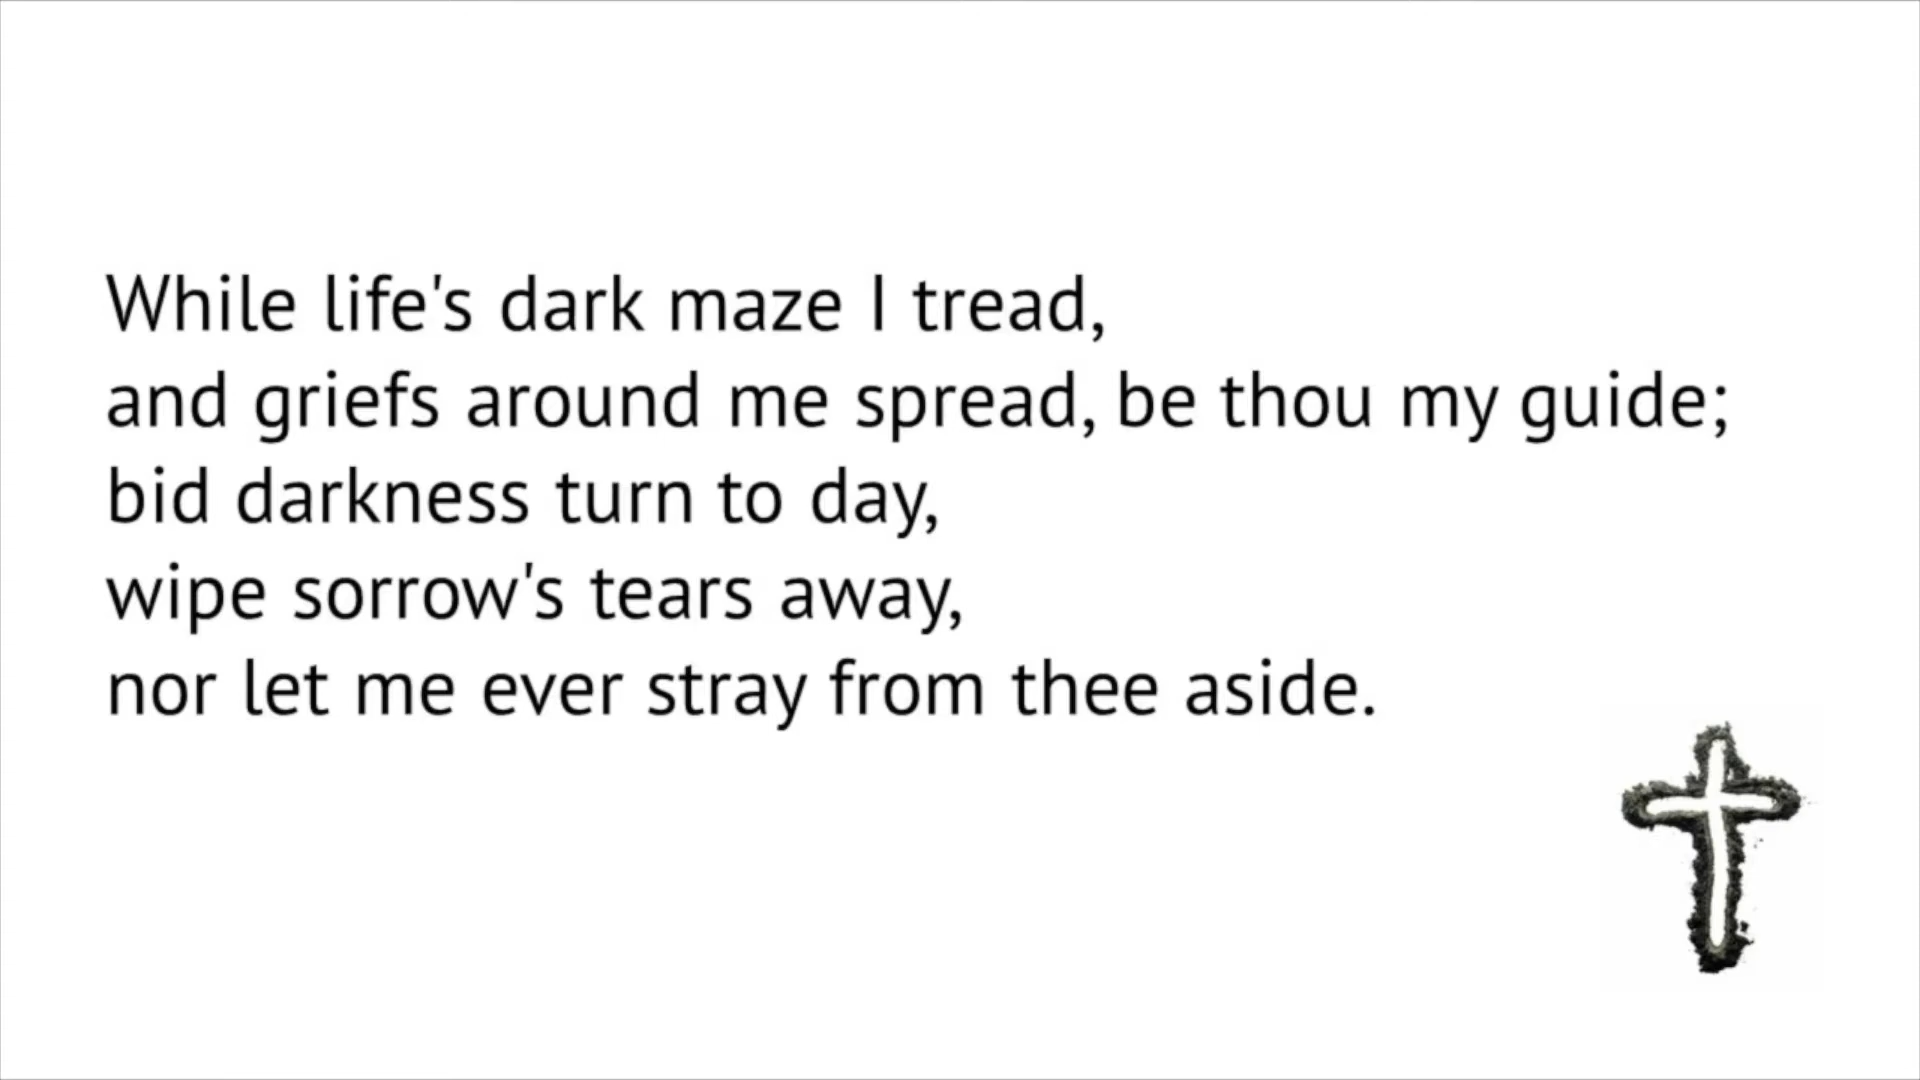 While life's dark maze I tread,
and griefs around me spread, be thou my guide;
bid darkness turn to day,
wipe sorrow's tears away,
nor let me ever stray from thee aside.